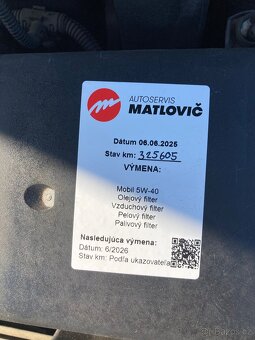 AUTOSERVIS
MATLOVIČ
Dátum 06.06.2025
Stav km: 325605
VÝMENA:
Mobil 5W-40
Olejový filter
Vzduchový filter
Peľový filter
Palivový filter
Nasledujúca výmena:
Dátum: 6/2026
Stav km: Podľa ukazovateľa